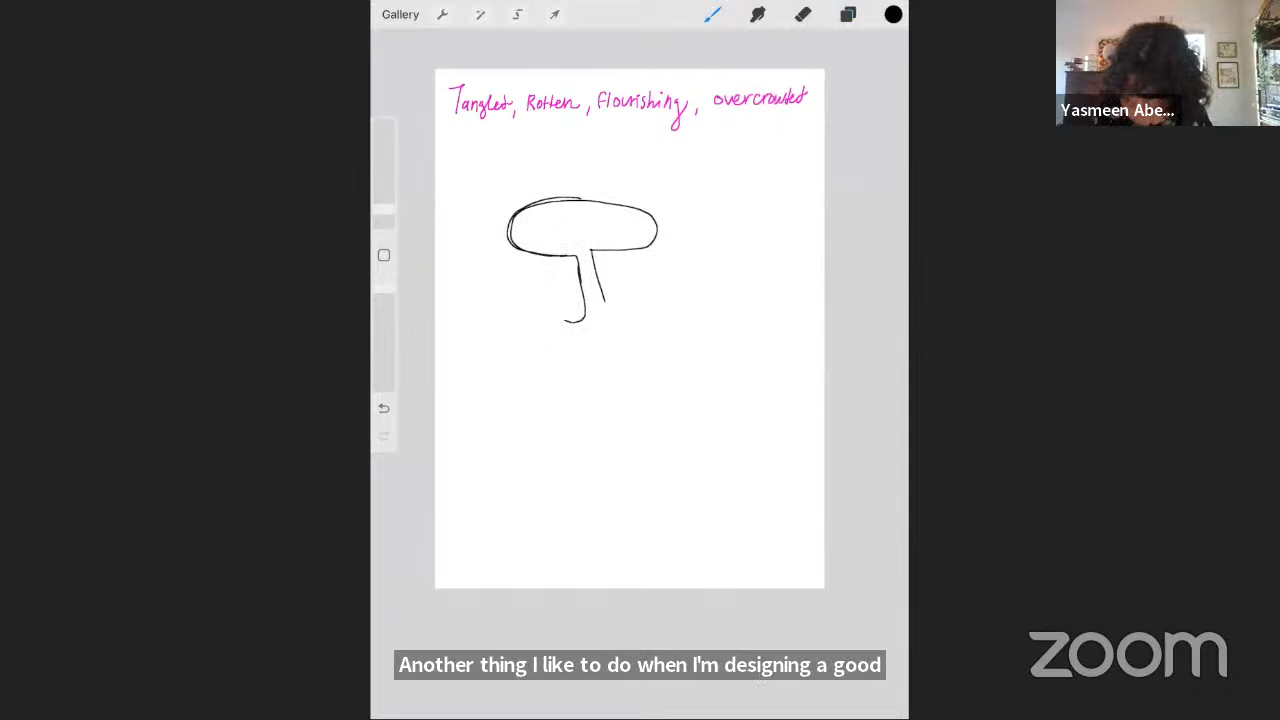 Gallery
Tangled, Rotten, flourishing, overcrowded
Yasmeen Abe...
Another thing I like to do when I'm designing a good
zoom